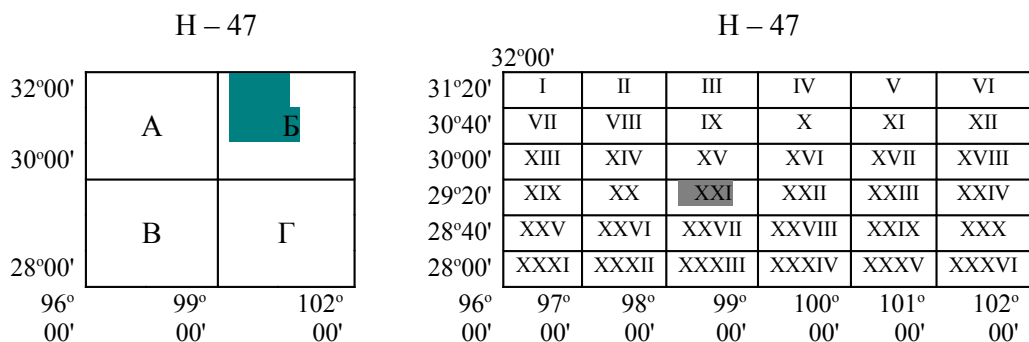 Н – 47
32°00'
А Б
30°00'
В Г
28°00'
96° 99° 102°
00' 00' 00'
Н – 47
32°00'
31°20' I II III IV V VI
30°40' VII VIII IX X XI XII
30°00' XIII XIV XV XVI XVII XVIII
29°20' XIX XX XXI XXII XXIII XXIV
28°40' XXV XXVI XXVII XXVIII XXIX XXX
28°00' XXXI XXXII XXXIII XXXIV XXXV XXXVI
96° 97° 98° 99° 100° 101° 102°
00' 00' 00' 00' 00' 00' 00'